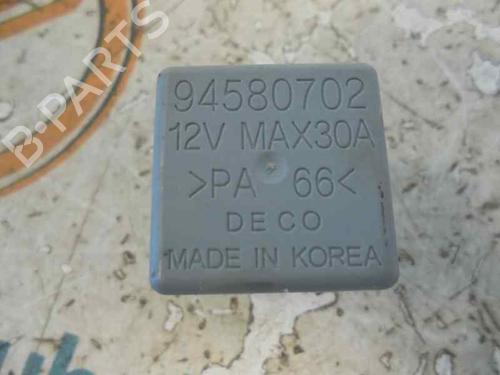 B-PARTS
94580702
12V MAX30A
>PA 66<
DECO
MADE IN KOREA